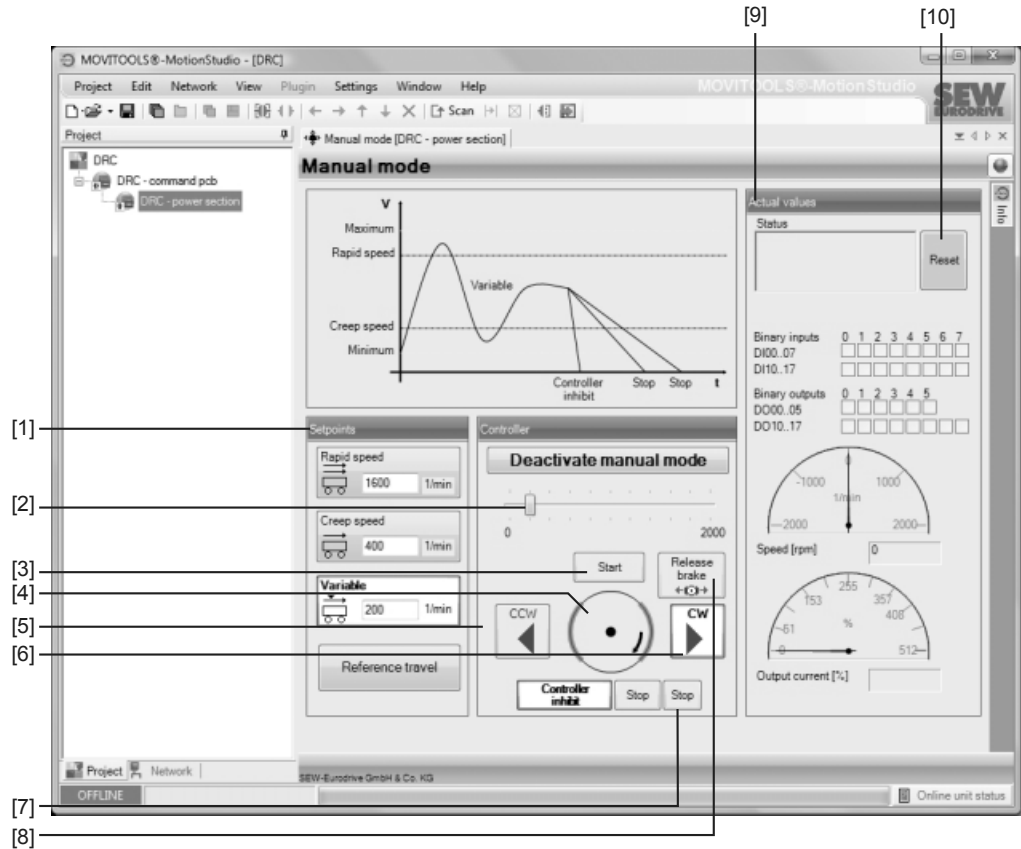 [9] [10]
MOVITOOLS®-MotionStudio - [DRC]
Project Edit Network View Plugin Settings Window Help
MOVITOOLS®-MotionStudio
SEW
EURODRIVE
Scan
Project
Manual mode [DRC - power section]
DRC
DRC - command pcb
DRC - power section
Manual mode
Info
V
Maximum
Rapid speed
Variable
Creep speed
Minimum
Controller inhibit Stop Stop t
Actual values
Status
Reset
Binary inputs 0 1 2 3 4 5 6 7
DI00..07
DI10..17
Binary outputs 0 1 2 3 4 5
DO00..05
DO10..17
-2000 -1000 0 1000 2000
1/min
Speed [rpm] 0
0 51 153 255 357 408 512
%
Output current [%]
[1]
Setpoints
Rapid speed
1600 1/min
Creep speed
400 1/min
Variable
200 1/min
Reference travel
Controller
Deactivate manual mode
[2]
0 2000
[3]
Start
Release brake
[4]
[5]
CCW
CW
[6]
Controller inhibit
Stop
Stop
Project Network
SEW-Eurodrive GmbH & Co. KG
OFFLINE
Online unit status
[7]
[8]